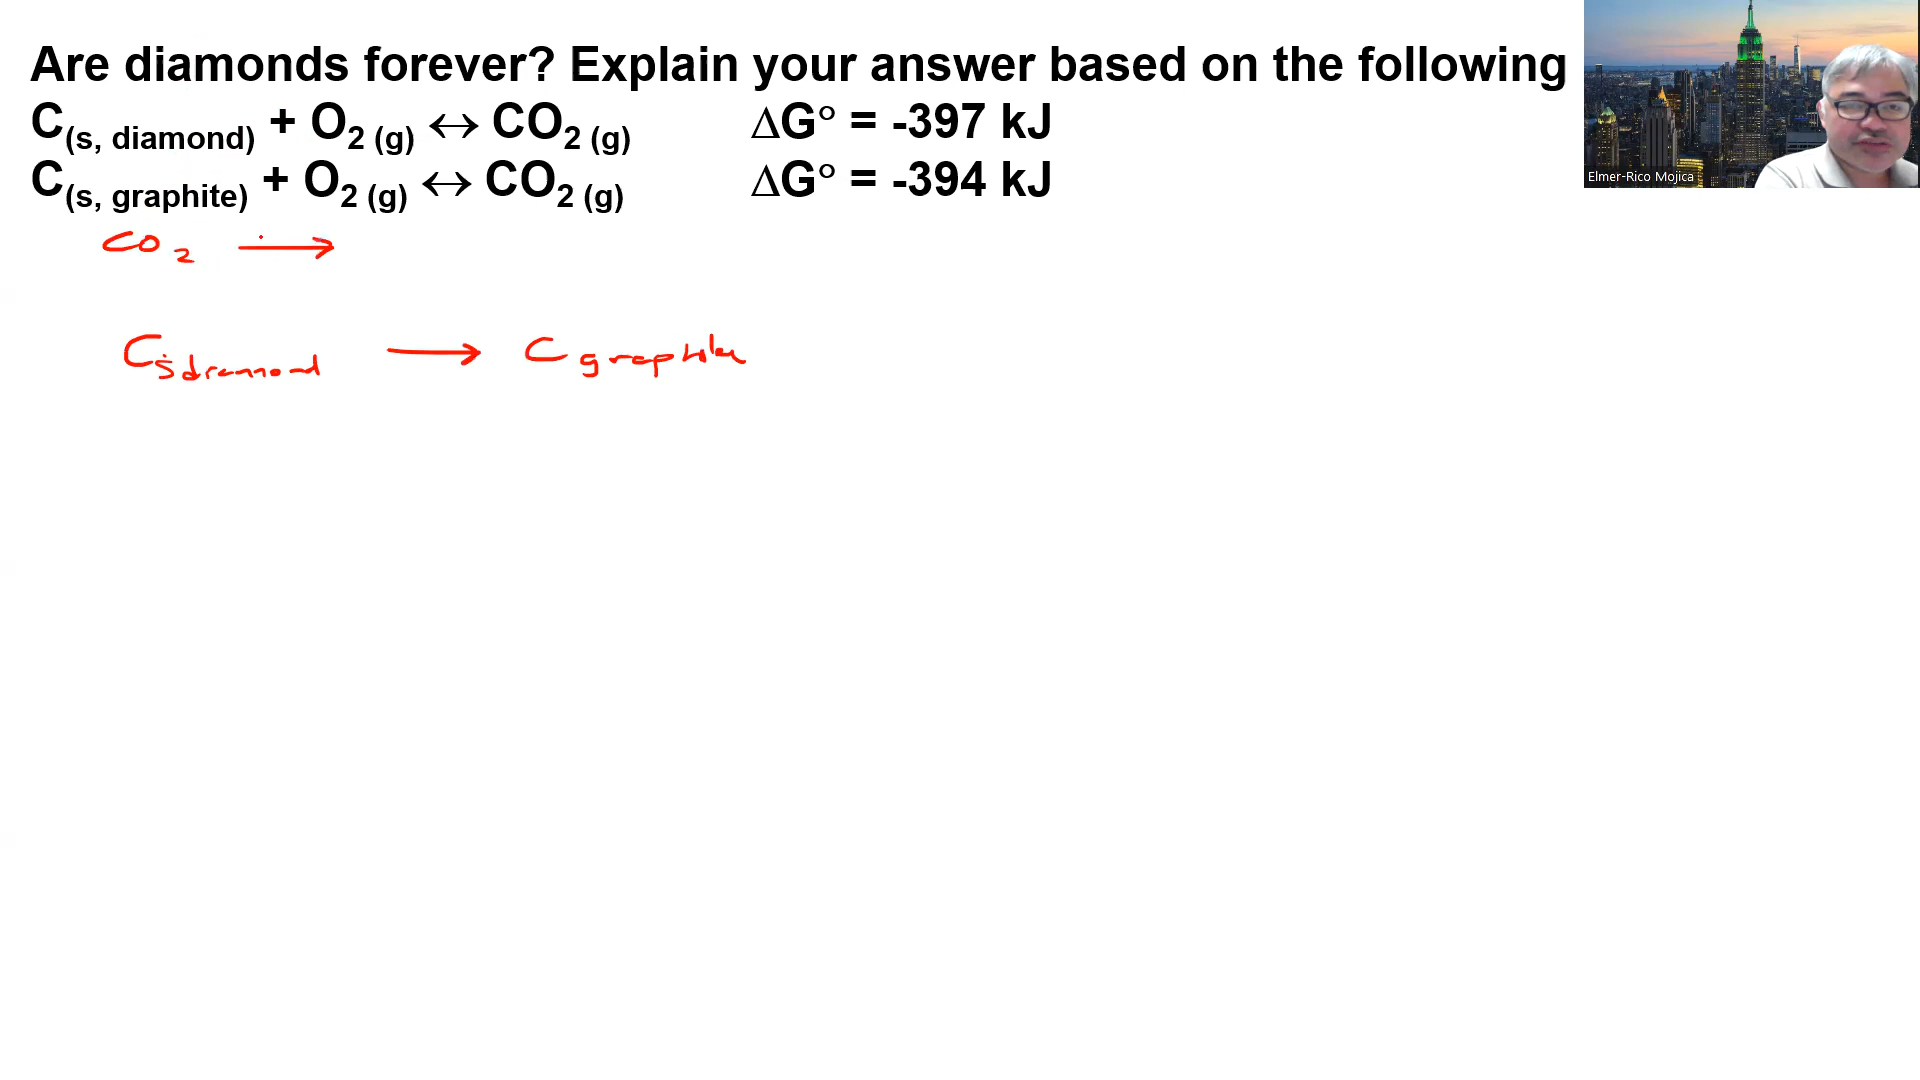 Are diamonds forever? Explain your answer based on the following
C(s, diamond) + O2 (g) ↔ CO2 (g) ΔG° = -397 kJ
C(s, graphite) + O2 (g) ↔ CO2 (g) ΔG° = -394 kJ
CO2 →
Cs diamond → C graphite
Elmer-Rico Mojica